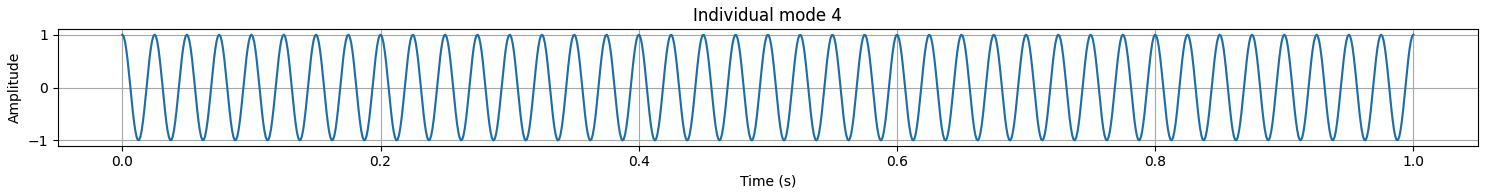 Individual mode 4
Amplitude
1
0
−1
0.0 0.2 0.4 0.6 0.8 1.0
Time (s)